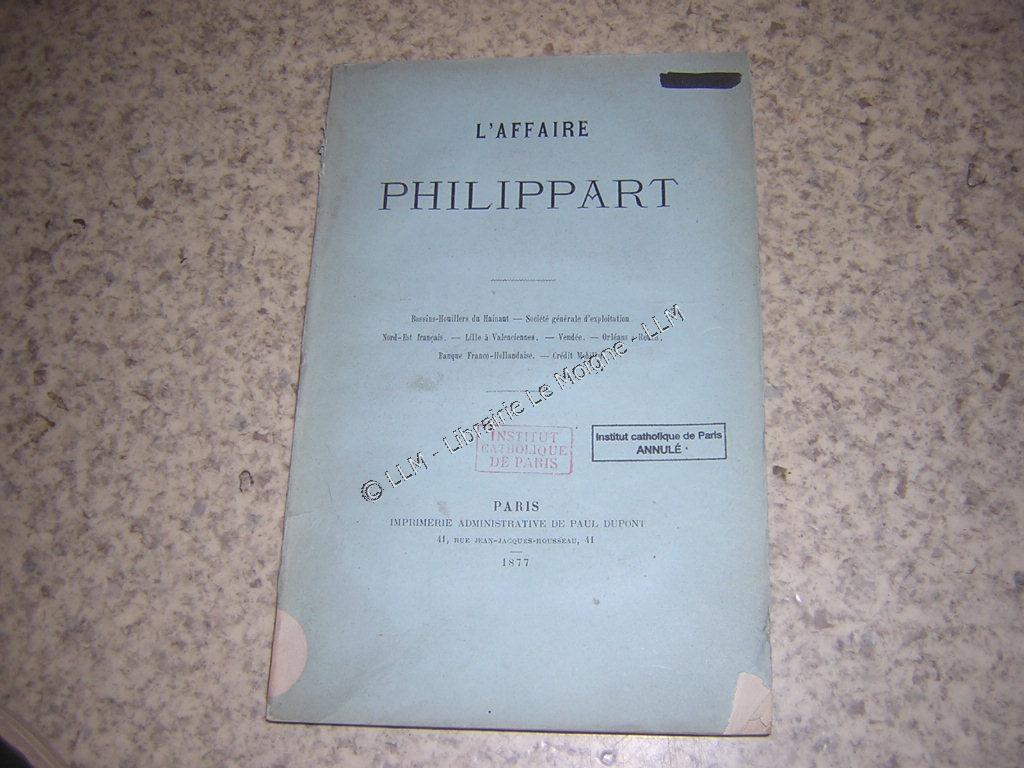 L'AFFAIRE
PHILIPPART
Bassins-Houillers du Hainaut — Société générale d'exploitation
Nord-Est français. — Lille à Valenciennes. — Vendée. — Orléans à Rouen.
Banque Franco-Hollandaise. — Crédit
© LLM - Librairie Le Moigne - LLM
INSTITUT
CATHOLIQUE
DE PARIS
Institut catholique de Paris
ANNULÉ
PARIS
IMPRIMERIE ADMINISTRATIVE DE PAUL DUPONT
41, RUE JEAN-JACQUES-ROUSSEAU, 41
1877